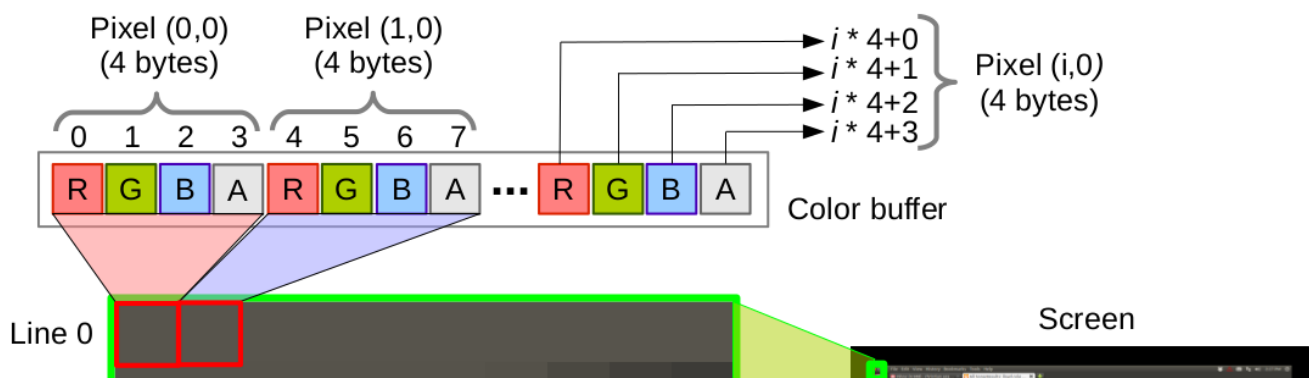 Pixel (0,0)
(4 bytes)
Pixel (1,0)
(4 bytes)
i * 4+0
i * 4+1
i * 4+2
i * 4+3
Pixel (i,0)
(4 bytes)
0 1 2 3 4 5 6 7
R G B A R G B A ... R G B A
Color buffer
Line 0
Screen